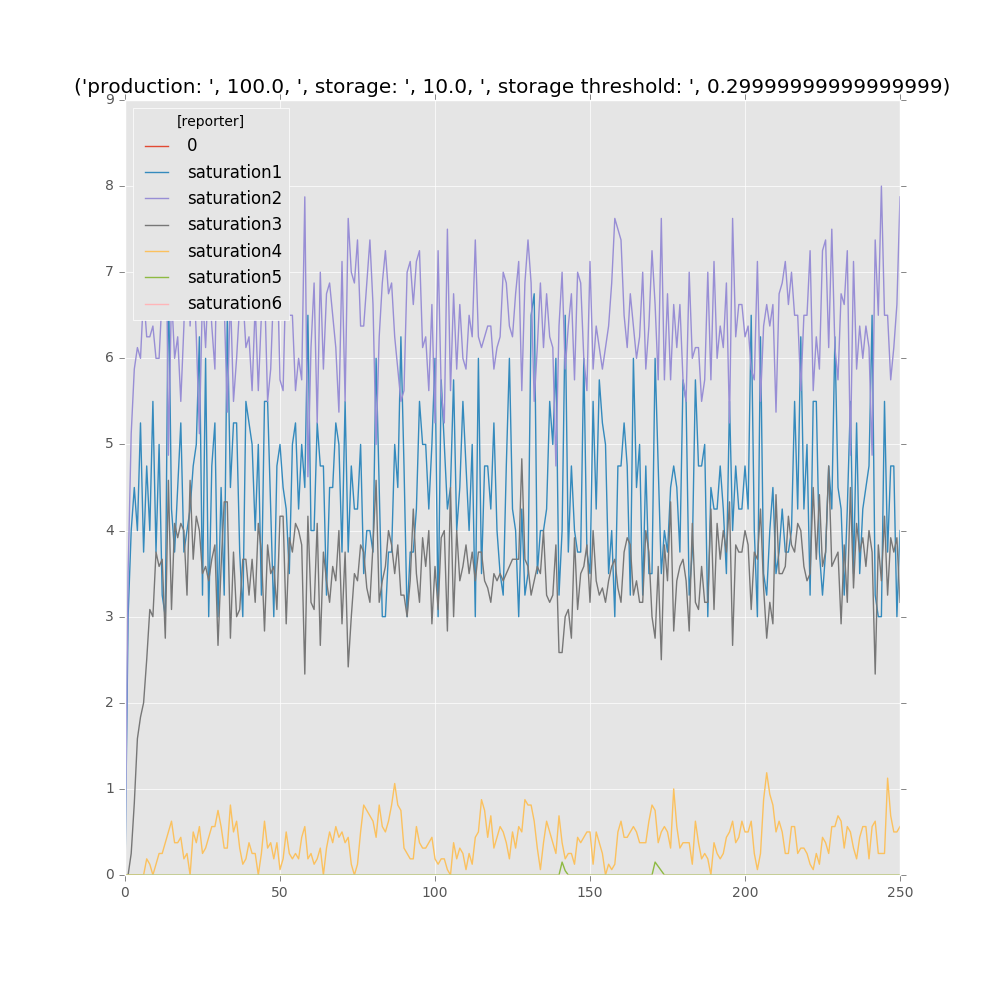 ('production: ', 100.0, ', storage: ', 10.0, ', storage threshold: ', 0.29999999999999999)
9
8
7
6
5
4
3
2
1
0
[reporter]
0
saturation1
saturation2
saturation3
saturation4
saturation5
saturation6
0
50
100
150
200
250